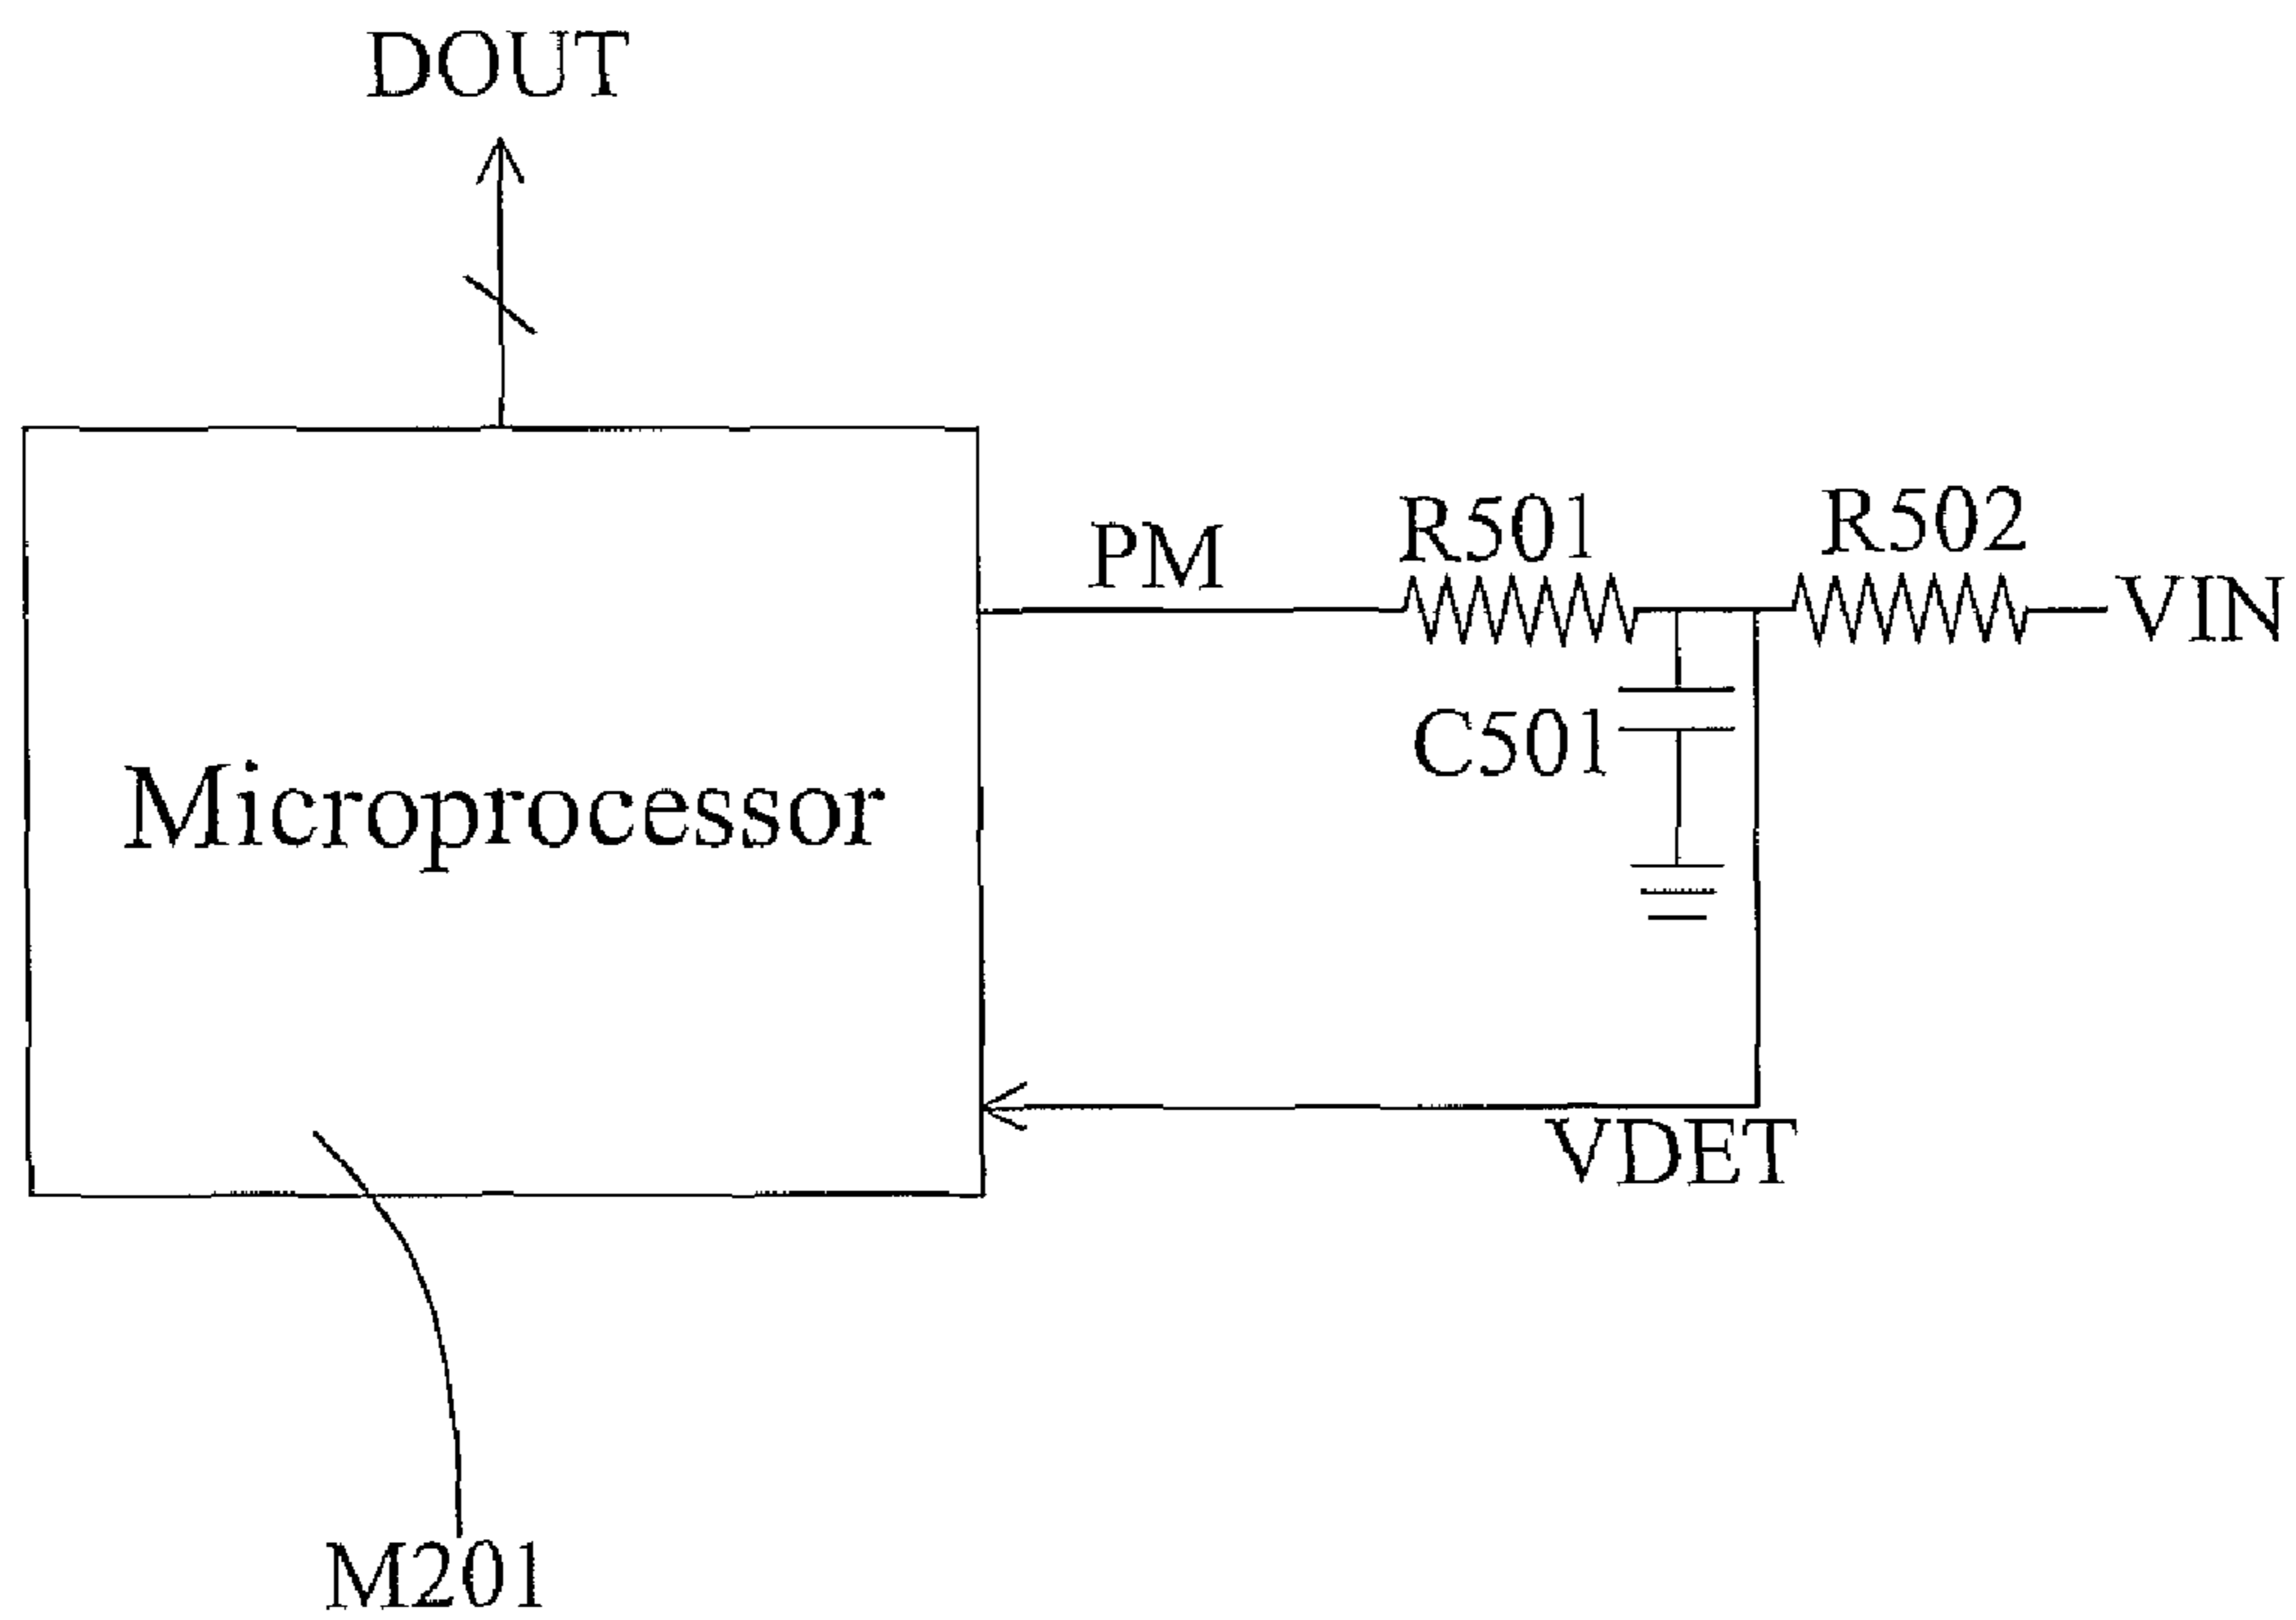 DOUT
PM
R501
R502
VIN
C501
Microprocessor
VDET
M201